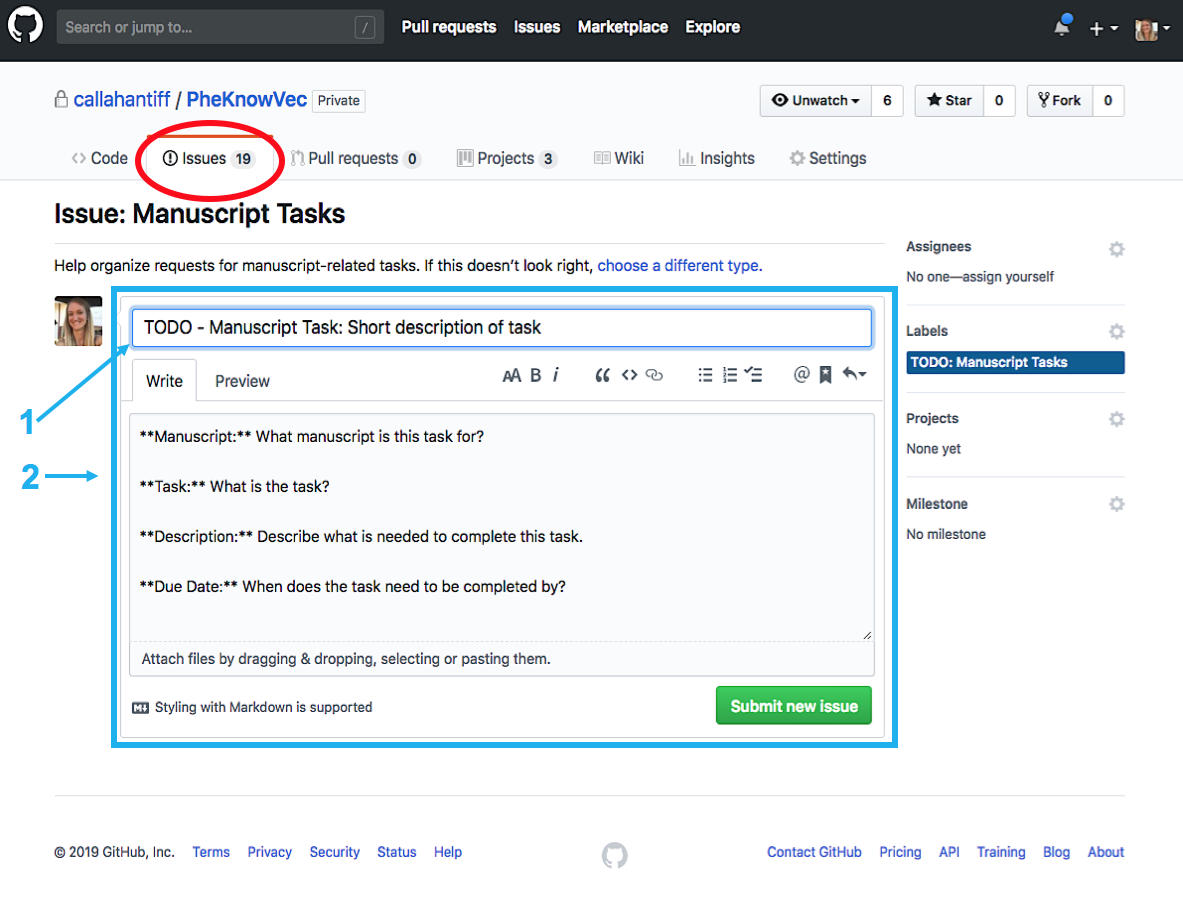 Search or jump to... / Pull requests Issues Marketplace Explore
callahantiff / PheKnowVec Private Unwatch 6 Star 0 Fork 0
Code Issues 19 Pull requests 0 Projects 3 Wiki Insights Settings
Issue: Manuscript Tasks
Help organize requests for manuscript-related tasks. If this doesn't look right, choose a different type.
TODO - Manuscript Task: Short description of task
Write Preview AA B i @
1
2
**Manuscript:** What manuscript is this task for?
**Task:** What is the task?
**Description:** Describe what is needed to complete this task.
**Due Date:** When does the task need to be completed by?
Attach files by dragging & dropping, selecting or pasting them.
Styling with Markdown is supported
Submit new issue
Assignees
No one—assign yourself
Labels
TODO: Manuscript Tasks
Projects
None yet
Milestone
No milestone
© 2019 GitHub, Inc. Terms Privacy Security Status Help Contact GitHub Pricing API Training Blog About